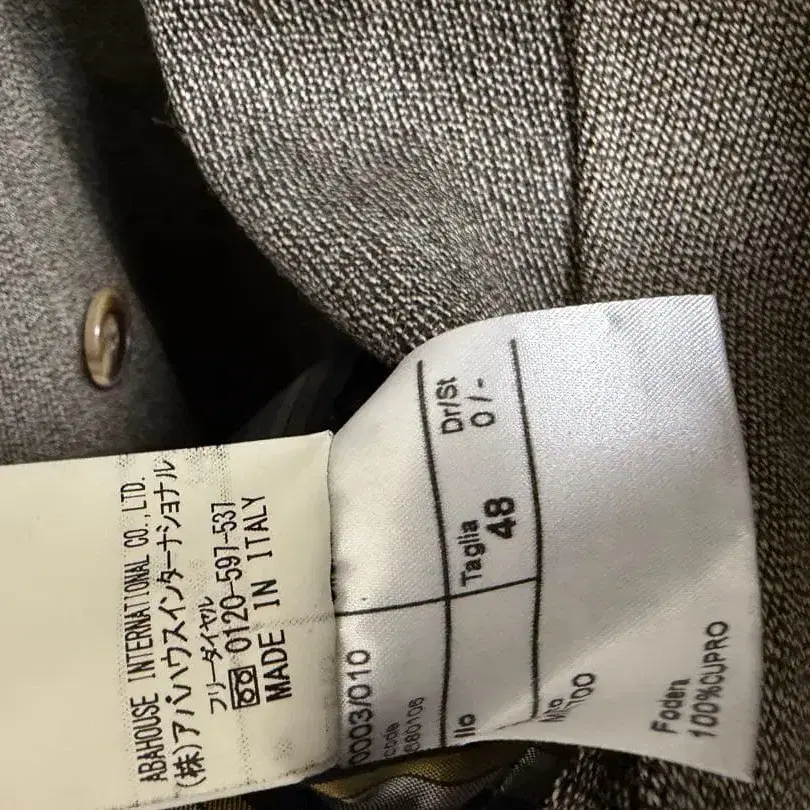 ABAHOUSE INTERNATIONAL CO.,LTD.
(株)アバハウスインターナショナル
フリーダイヤル
0120-597-537
MADE IN ITALY
0003/010
code
Taglia
48
Dr/St
0 / -
Fodera
100%CUPRO